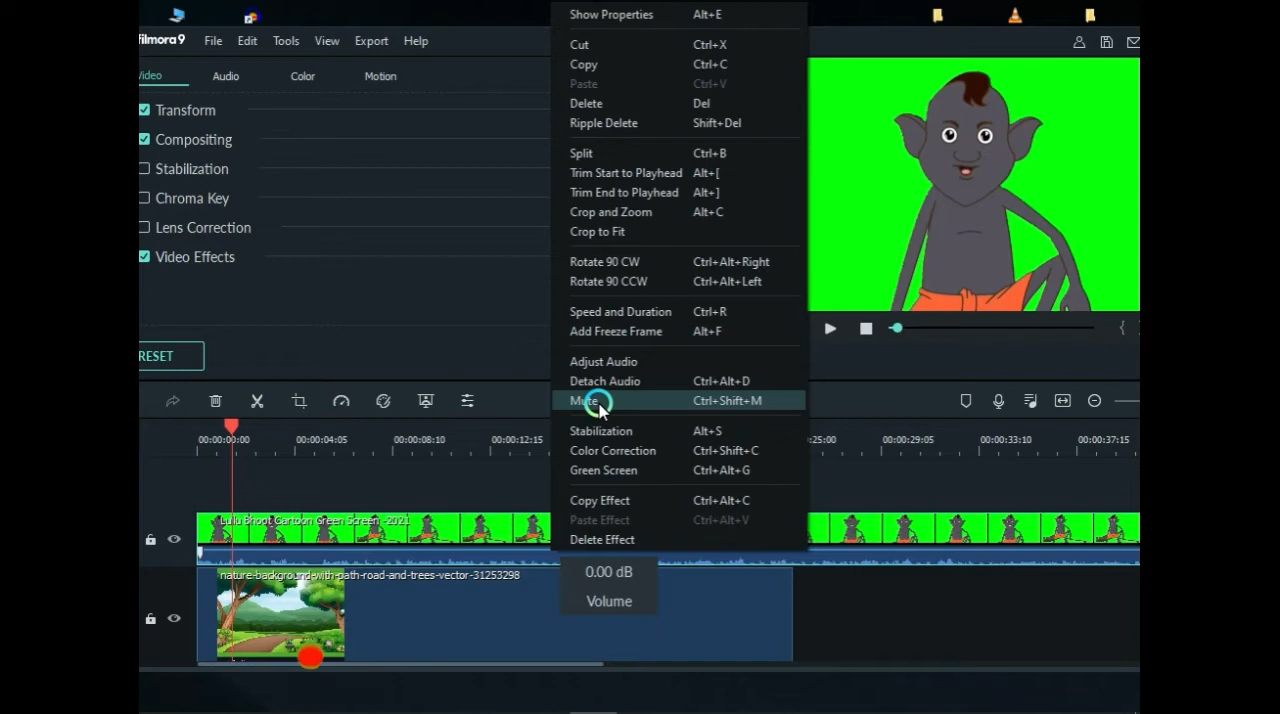 filmora9 File Edit Tools View Export Help
Video Audio Color Motion
Transform
Compositing
Stabilization
Chroma Key
Lens Correction
Video Effects
RESET
Show Properties Alt+E
Cut Ctrl+X
Copy Ctrl+C
Paste Ctrl+V
Delete Del
Ripple Delete Shift+Del
Split Ctrl+B
Trim Start to Playhead Alt+[
Trim End to Playhead Alt+]
Crop and Zoom Alt+C
Crop to Fit
Rotate 90 CW Ctrl+Alt+Right
Rotate 90 CCW Ctrl+Alt+Left
Speed and Duration Ctrl+R
Add Freeze Frame Alt+F
Adjust Audio
Detach Audio Ctrl+Alt+D
Mute Ctrl+Shift+M
Stabilization Alt+S
Color Correction Ctrl+Shift+C
Green Screen Ctrl+Alt+G
Copy Effect Ctrl+Alt+C
Paste Effect Ctrl+Alt+V
Delete Effect
{
00:00:00:00 00:00:04:05 00:00:08:10 00:00:12:15 :25:00 00:00:29:05 00:00:33:10 00:00:37:15
Lullu Bhoot Cartoon Green Screen -2021
0.00 dB
Volume
nature-background-with-path-road-and-trees-vector-31253298